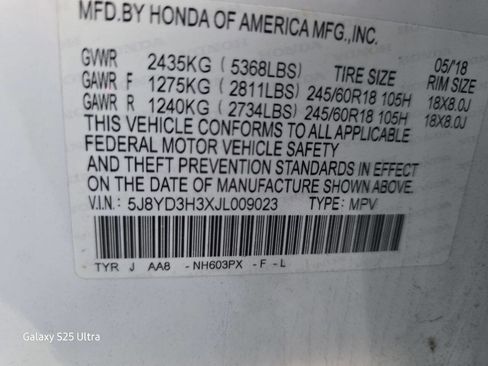 MFD.BY HONDA OF AMERICA MFG.,INC.
GVWR 2435KG (5368LBS) TIRE SIZE 05/18 RIM SIZE
GAWR F 1275KG (2811LBS) 245/60R18 105H 18X8.0J
GAWR R 1240KG (2734LBS) 245/60R18 105H 18X8.0J
THIS VEHICLE CONFORMS TO ALL APPLICABLE
FEDERAL MOTOR VEHICLE SAFETY
AND THEFT PREVENTION STANDARDS IN EFFECT
ON THE DATE OF MANUFACTURE SHOWN ABOVE.
V.I.N.: 5J8YD3H3XJL009023 TYPE: MPV
TYR J AA8 - NH603PX - F - L
Galaxy S25 Ultra